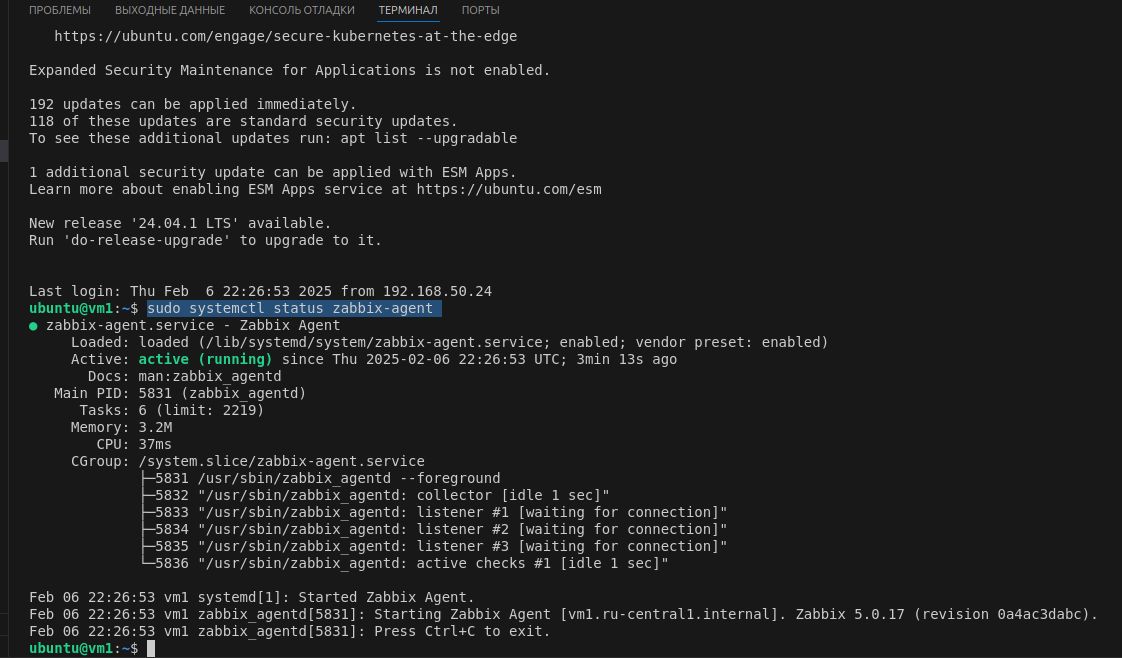 ПРОБЛЕМЫ ВЫХОДНЫЕ ДАННЫЕ КОНСОЛЬ ОТЛАДКИ ТЕРМИНАЛ ПОРТЫ
https://ubuntu.com/engage/secure-kubernetes-at-the-edge
Expanded Security Maintenance for Applications is not enabled.
192 updates can be applied immediately.
118 of these updates are standard security updates.
To see these additional updates run: apt list --upgradable
1 additional security update can be applied with ESM Apps.
Learn more about enabling ESM Apps service at https://ubuntu.com/esm
New release '24.04.1 LTS' available.
Run 'do-release-upgrade' to upgrade to it.
Last login: Thu Feb  6 22:26:53 2025 from 192.168.50.24
ubuntu@vm1:~$ sudo systemctl status zabbix-agent
● zabbix-agent.service - Zabbix Agent
Loaded: loaded (/lib/systemd/system/zabbix-agent.service; enabled; vendor preset: enabled)
Active: active (running) since Thu 2025-02-06 22:26:53 UTC; 3min 13s ago
Docs: man:zabbix_agentd
Main PID: 5831 (zabbix_agentd)
Tasks: 6 (limit: 2219)
Memory: 3.2M
CPU: 37ms
CGroup: /system.slice/zabbix-agent.service
├─5831 /usr/sbin/zabbix_agentd --foreground
├─5832 "/usr/sbin/zabbix_agentd: collector [idle 1 sec]"
├─5833 "/usr/sbin/zabbix_agentd: listener #1 [waiting for connection]"
├─5834 "/usr/sbin/zabbix_agentd: listener #2 [waiting for connection]"
├─5835 "/usr/sbin/zabbix_agentd: listener #3 [waiting for connection]"
└─5836 "/usr/sbin/zabbix_agentd: active checks #1 [idle 1 sec]"
Feb 06 22:26:53 vm1 systemd[1]: Started Zabbix Agent.
Feb 06 22:26:53 vm1 zabbix_agentd[5831]: Starting Zabbix Agent [vm1.ru-central1.internal]. Zabbix 5.0.17 (revision 0a4ac3dabc).
Feb 06 22:26:53 vm1 zabbix_agentd[5831]: Press Ctrl+C to exit.
ubuntu@vm1:~$